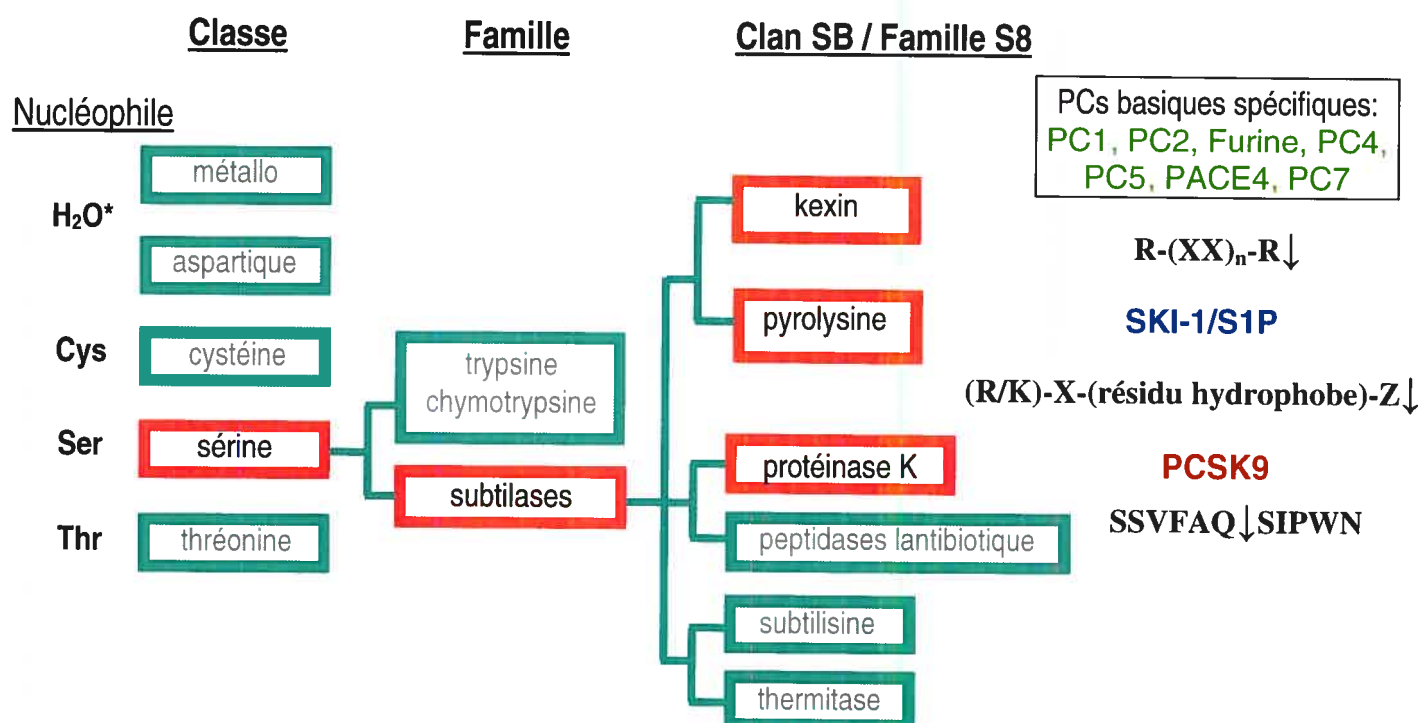 Classe
Famille
Clan SB / Famille S8
Nucléophile
PCs basiques spécifiques:
PC1, PC2, Furine, PC4,
PC5, PACE4, PC7
métallo
H₂O*
aspartique
kexin
R-(XX)ₙ-R↓
pyrolysine
SKI-1/S1P
Cys
cystéine
trypsine
chymotrypsine
(R/K)-X-(résidu hydrophobe)-Z↓
Ser
sérine
subtilases
protéinase K
PCSK9
Thr
thréonine
peptidases lantibiotique
SSVFAQ↓SIPWN
subtilisine
thermitase